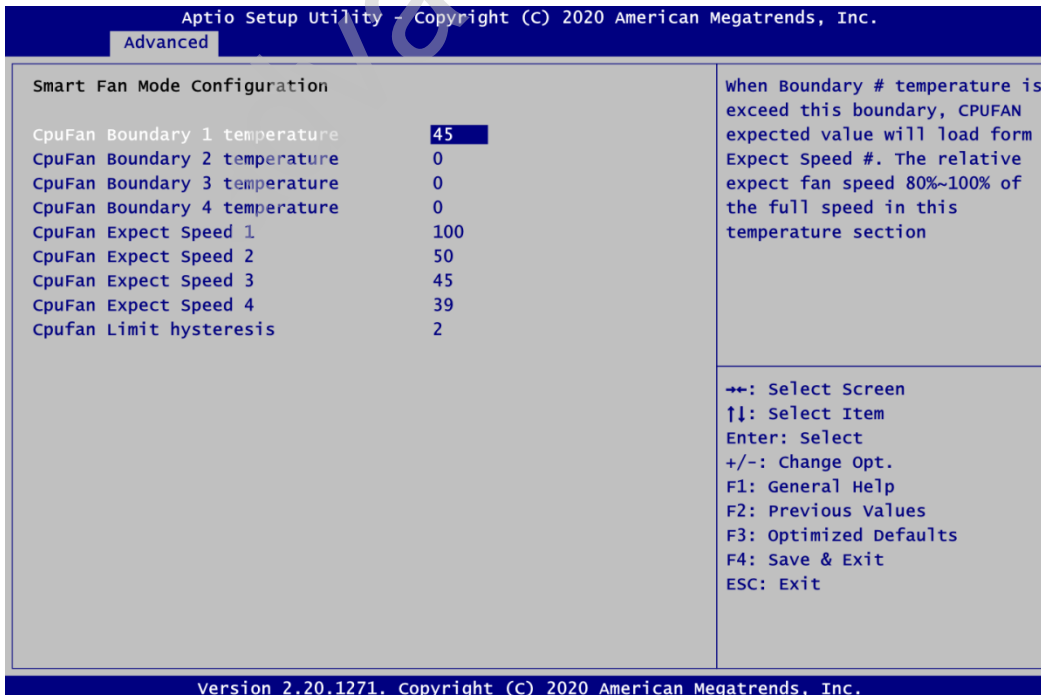 Aptio Setup Utility – Copyright (C) 2020 American Megatrends, Inc.
Advanced
Smart Fan Mode Configuration
CpuFan Boundary 1 temperature 45
CpuFan Boundary 2 temperature 0
CpuFan Boundary 3 temperature 0
CpuFan Boundary 4 temperature 0
CpuFan Expect Speed 1 100
CpuFan Expect Speed 2 50
CpuFan Expect Speed 3 45
CpuFan Expect Speed 4 39
Cpufan Limit hysteresis 2
When Boundary # temperature is
exceed this boundary, CPUFAN
expected value will load form
Expect Speed #. The relative
expect fan speed 80%~100% of
the full speed in this
temperature section
→←: Select Screen
↑↓: Select Item
Enter: Select
+/-: Change Opt.
F1: General Help
F2: Previous Values
F3: Optimized Defaults
F4: Save & Exit
ESC: Exit
Version 2.20.1271. Copyright (C) 2020 American Megatrends, Inc.